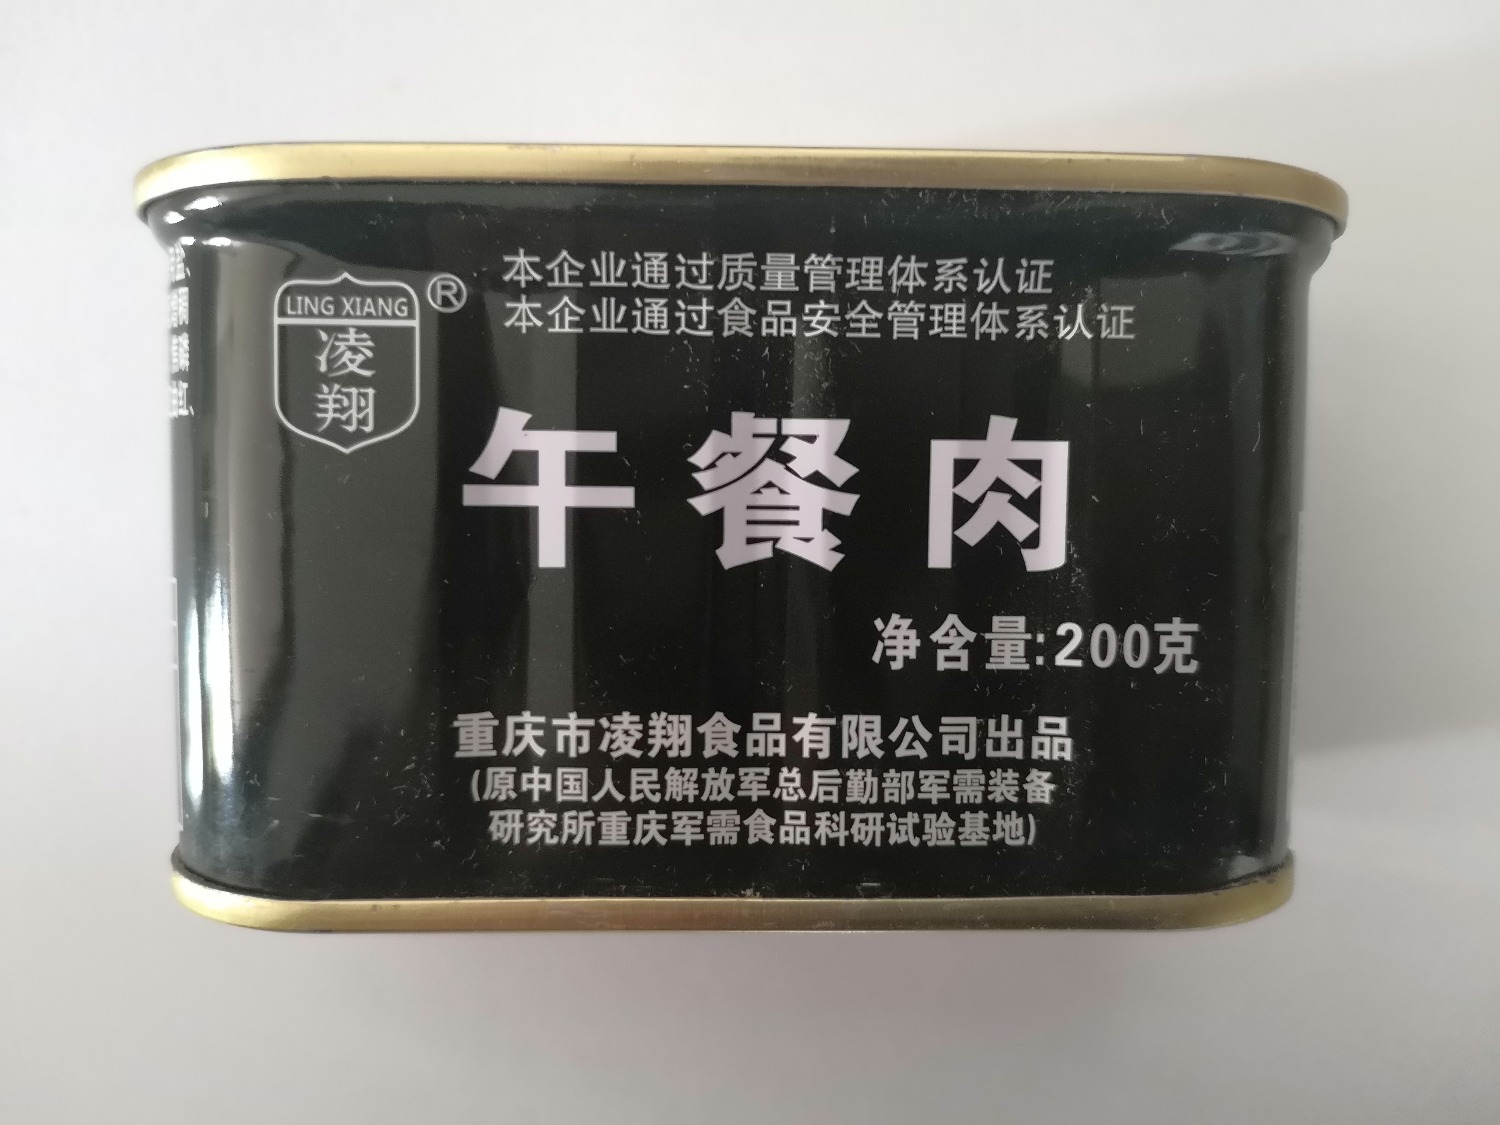 本企业通过质量管理体系认证
本企业通过食品安全管理体系认证
LING XIANG ®
凌翔
午餐肉
净含量:200克
重庆市凌翔食品有限公司出品
(原中国人民解放军总后勤部军需装备
研究所重庆军需食品科研试验基地)